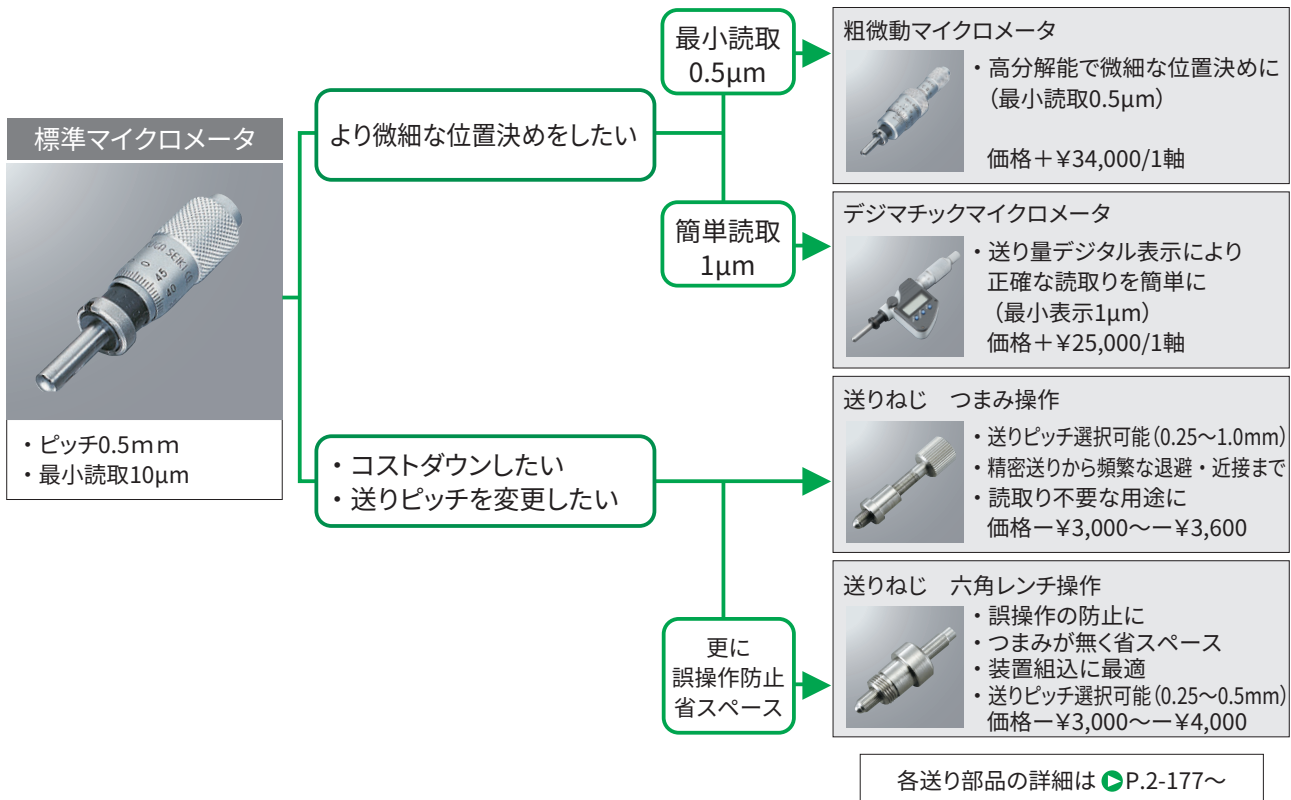 標準マイクロメータ
・ピッチ0.5mm
・最小読取10μm
より微細な位置決めをしたい
・コストダウンしたい
・送りピッチを変更したい
最小読取
0.5μm
簡単読取
1μm
更に
誤操作防止
省スペース
粗微動マイクロメータ
・高分解能で微細な位置決めに
（最小読取0.5μm）
価格＋¥34,000/1軸
デジマチックマイクロメータ
・送り量デジタル表示により
正確な読取りを簡単に
（最小表示1μm）
価格＋¥25,000/1軸
送りねじ　つまみ操作
・送りピッチ選択可能（0.25〜1.0mm）
・精密送りから頻繁な退避・近接まで
・読取り不要な用途に
価格ー¥3,000〜ー¥3,600
送りねじ　六角レンチ操作
・誤操作の防止に
・つまみが無く省スペース
・装置組込に最適
・送りピッチ選択可能（0.25〜0.5mm）
価格ー¥3,000〜ー¥4,000
各送り部品の詳細は P.2-177〜
0 45 40
SEIKI